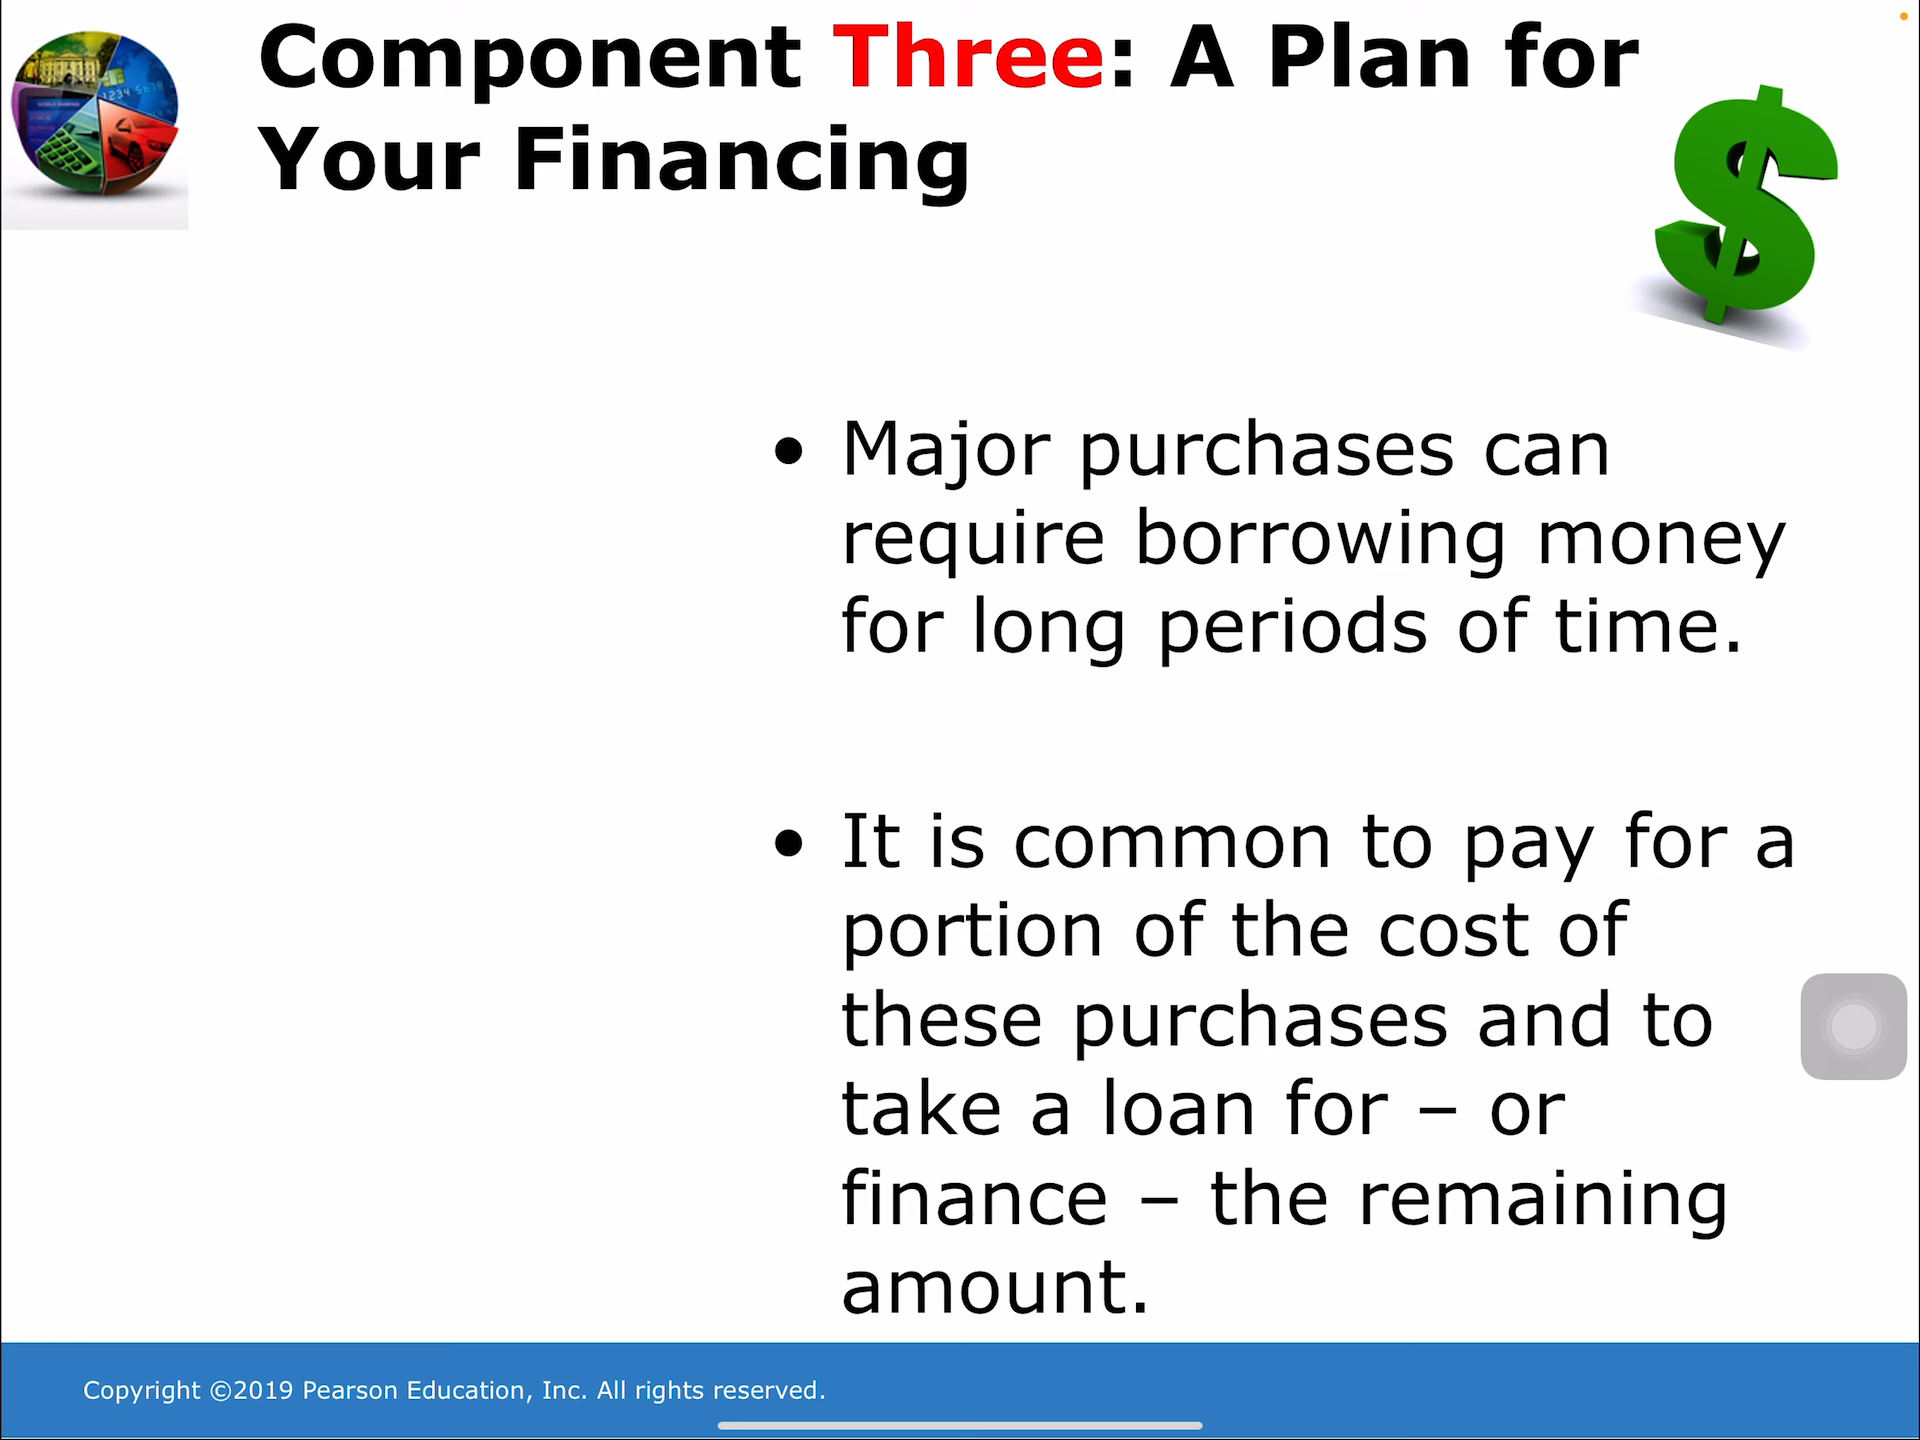 Component Three: A Plan for
Your Financing
• Major purchases can
require borrowing money
for long periods of time.
• It is common to pay for a
portion of the cost of
these purchases and to
take a loan for – or
finance – the remaining
amount.
Copyright ©2019 Pearson Education, Inc. All rights reserved.